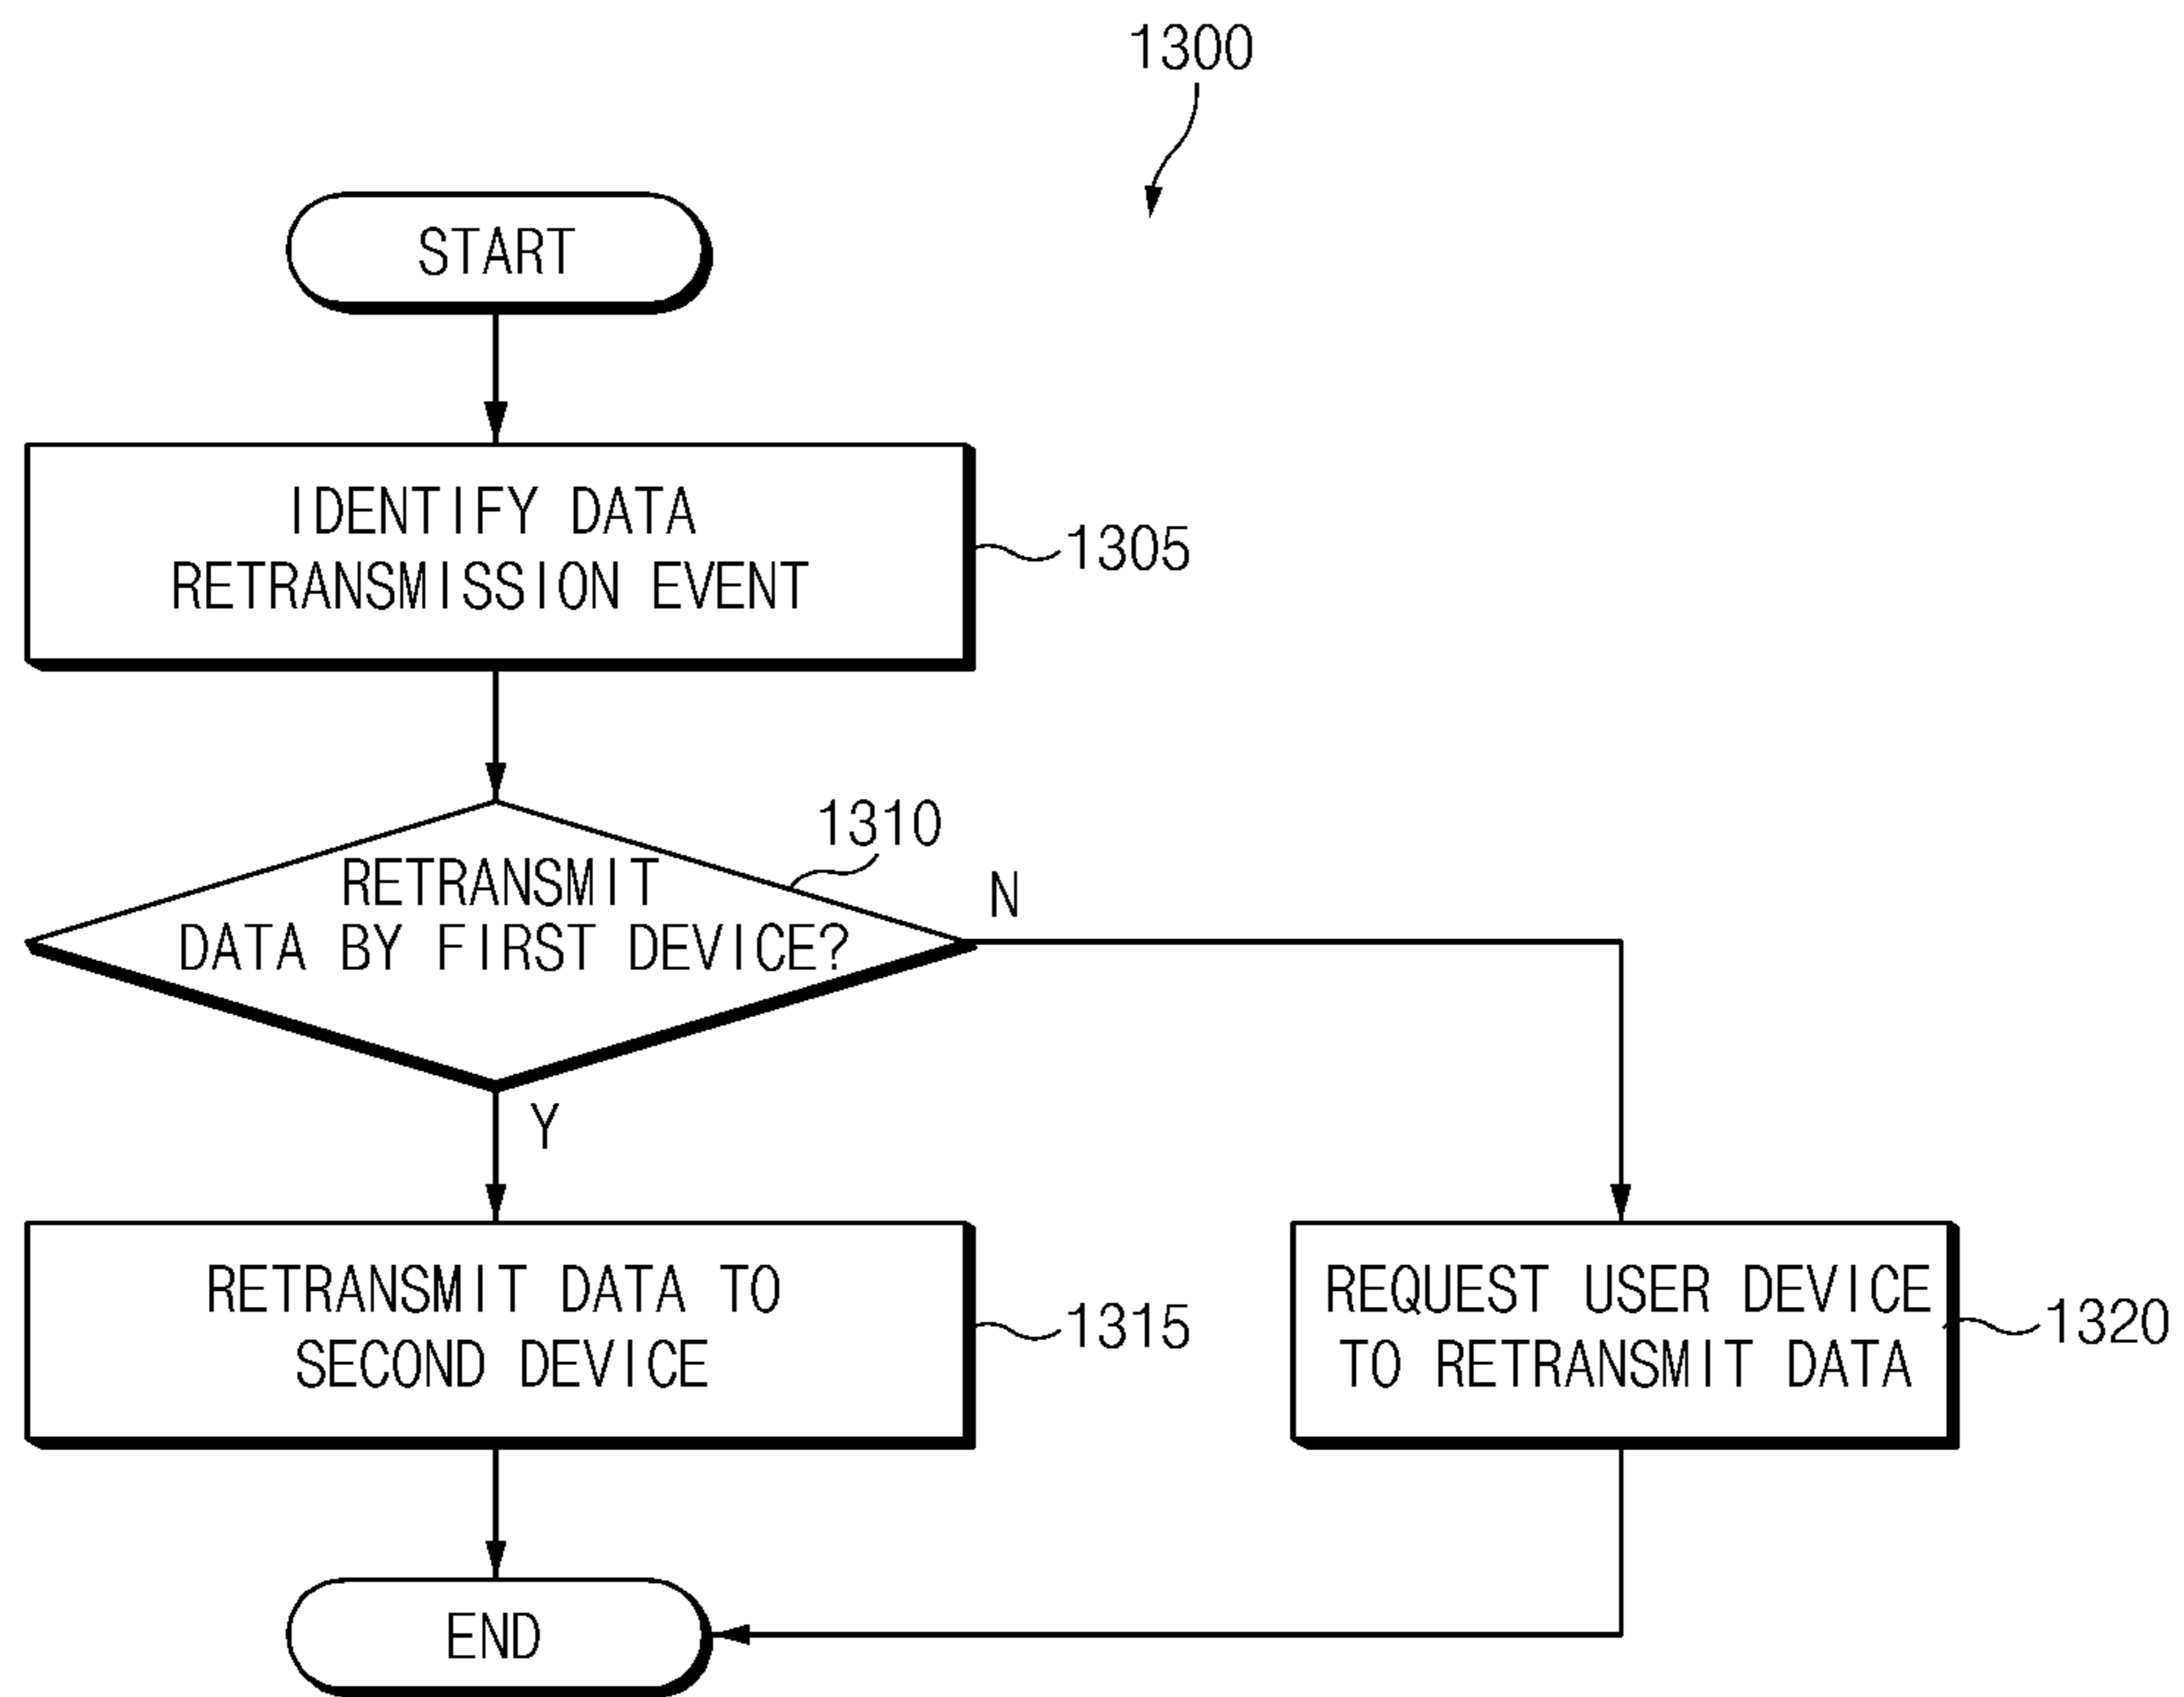 1300
START
IDENTIFY DATA
RETRANSMISSION EVENT
1305
1310
RETRANSMIT
DATA BY FIRST DEVICE?
N
Y
RETRANSMIT DATA TO
SECOND DEVICE
1315
REQUEST USER DEVICE
TO RETRANSMIT DATA
1320
END